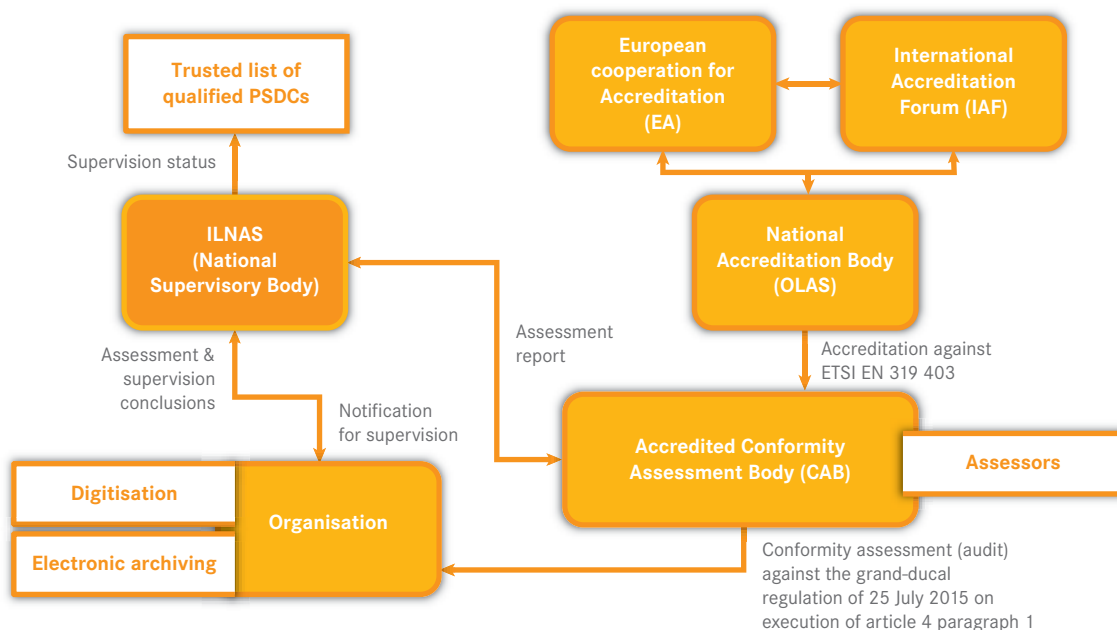 Trusted list of
qualified PSDCs
European
cooperation for
Accreditation
(EA)
International
Accreditation
Forum (IAF)
Supervision status
ILNAS
(National
Supervisory Body)
National
Accreditation Body
(OLAS)
Assessment
report
Accreditation against
ETSI EN 319 403
Assessment &
supervision
conclusions
Notification
for supervision
Accredited Conformity
Assessment Body (CAB)
Assessors
Digitisation
Organisation
Electronic archiving
Conformity assessment (audit)
against the grand-ducal
regulation of 25 July 2015 on
execution of article 4 paragraph 1